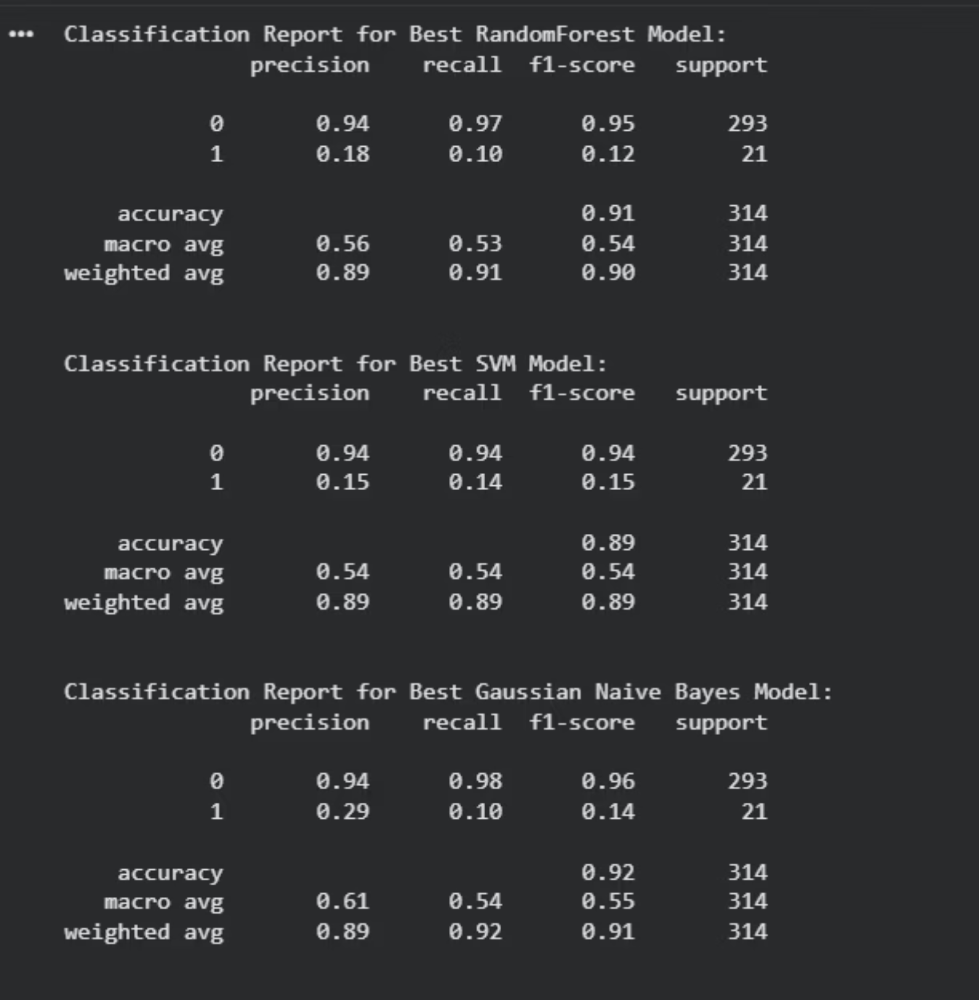 Classification Report for Best RandomForest Model:
precision recall f1-score support
0 0.94 0.97 0.95 293
1 0.18 0.10 0.12 21
accuracy 0.91 314
macro avg 0.56 0.53 0.54 314
weighted avg 0.89 0.91 0.90 314
Classification Report for Best SVM Model:
precision recall f1-score support
0 0.94 0.94 0.94 293
1 0.15 0.14 0.15 21
accuracy 0.89 314
macro avg 0.54 0.54 0.54 314
weighted avg 0.89 0.89 0.89 314
Classification Report for Best Gaussian Naive Bayes Model:
precision recall f1-score support
0 0.94 0.98 0.96 293
1 0.29 0.10 0.14 21
accuracy 0.92 314
macro avg 0.61 0.54 0.55 314
weighted avg 0.89 0.92 0.91 314